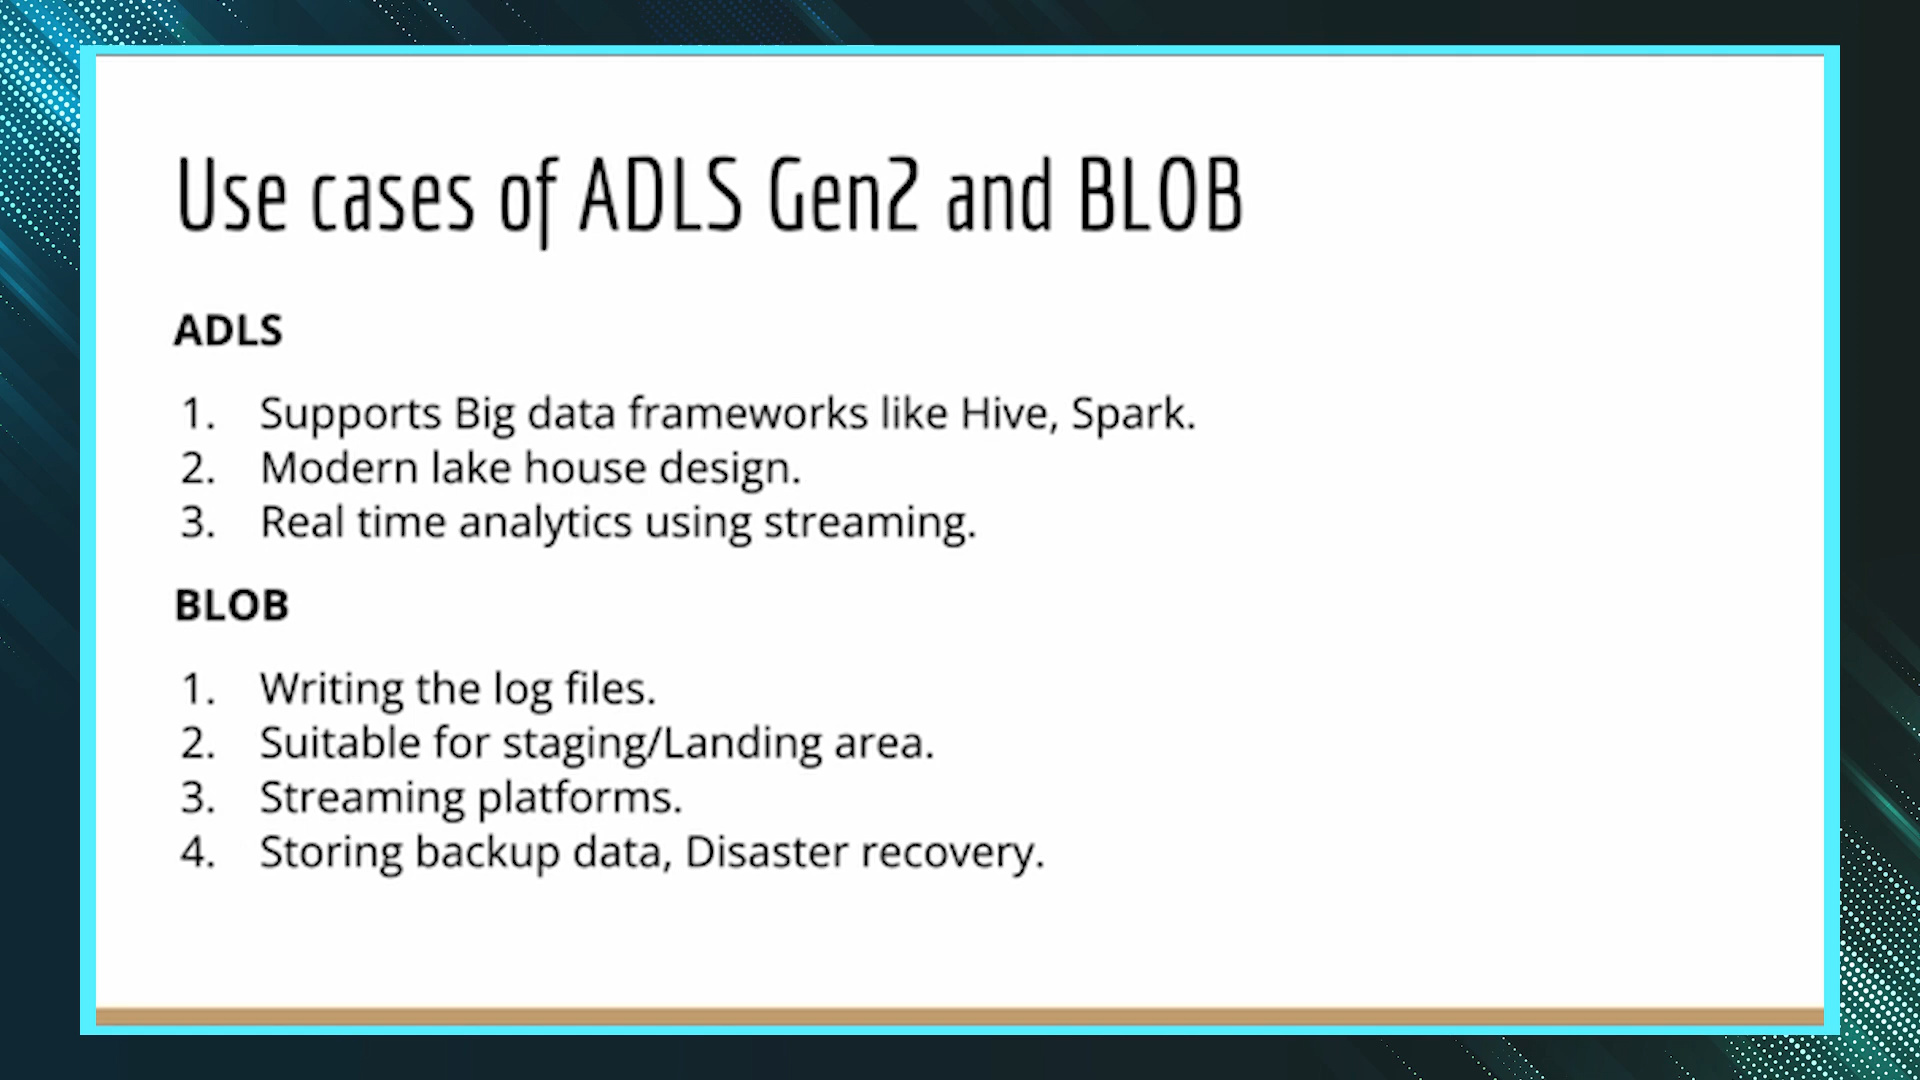 Use cases of ADLS Gen2 and BLOB
ADLS
1. Supports Big data frameworks like Hive, Spark.
2. Modern lake house design.
3. Real time analytics using streaming.
BLOB
1. Writing the log files.
2. Suitable for staging/Landing area.
3. Streaming platforms.
4. Storing backup data, Disaster recovery.